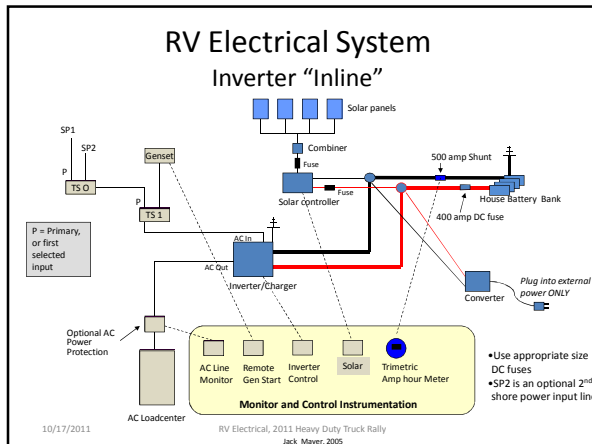 RV Electrical System
Inverter “Inline”
Solar panels
SP1
SP2
Combiner
500 amp Shunt
P
Genset
Fuse
TS 0
Fuse
House Battery Bank
Solar controller
P
TS 1
400 amp DC fuse
P = Primary,
or first
selected
input
AC In
AC Out
Inverter/Charger
Plug into external
power ONLY
Converter
Optional AC
Power
Protection
AC Line
Monitor
Remote
Gen Start
Inverter
Control
Solar
Trimetric
Amp hour Meter
•Use appropriate size
DC fuses
•SP2 is an optional 2nd
shore power input line
AC Loadcenter
Monitor and Control Instrumentation
10/17/2011
RV Electrical, 2011 Heavy Duty Truck Rally
Jack Mayer, 2005